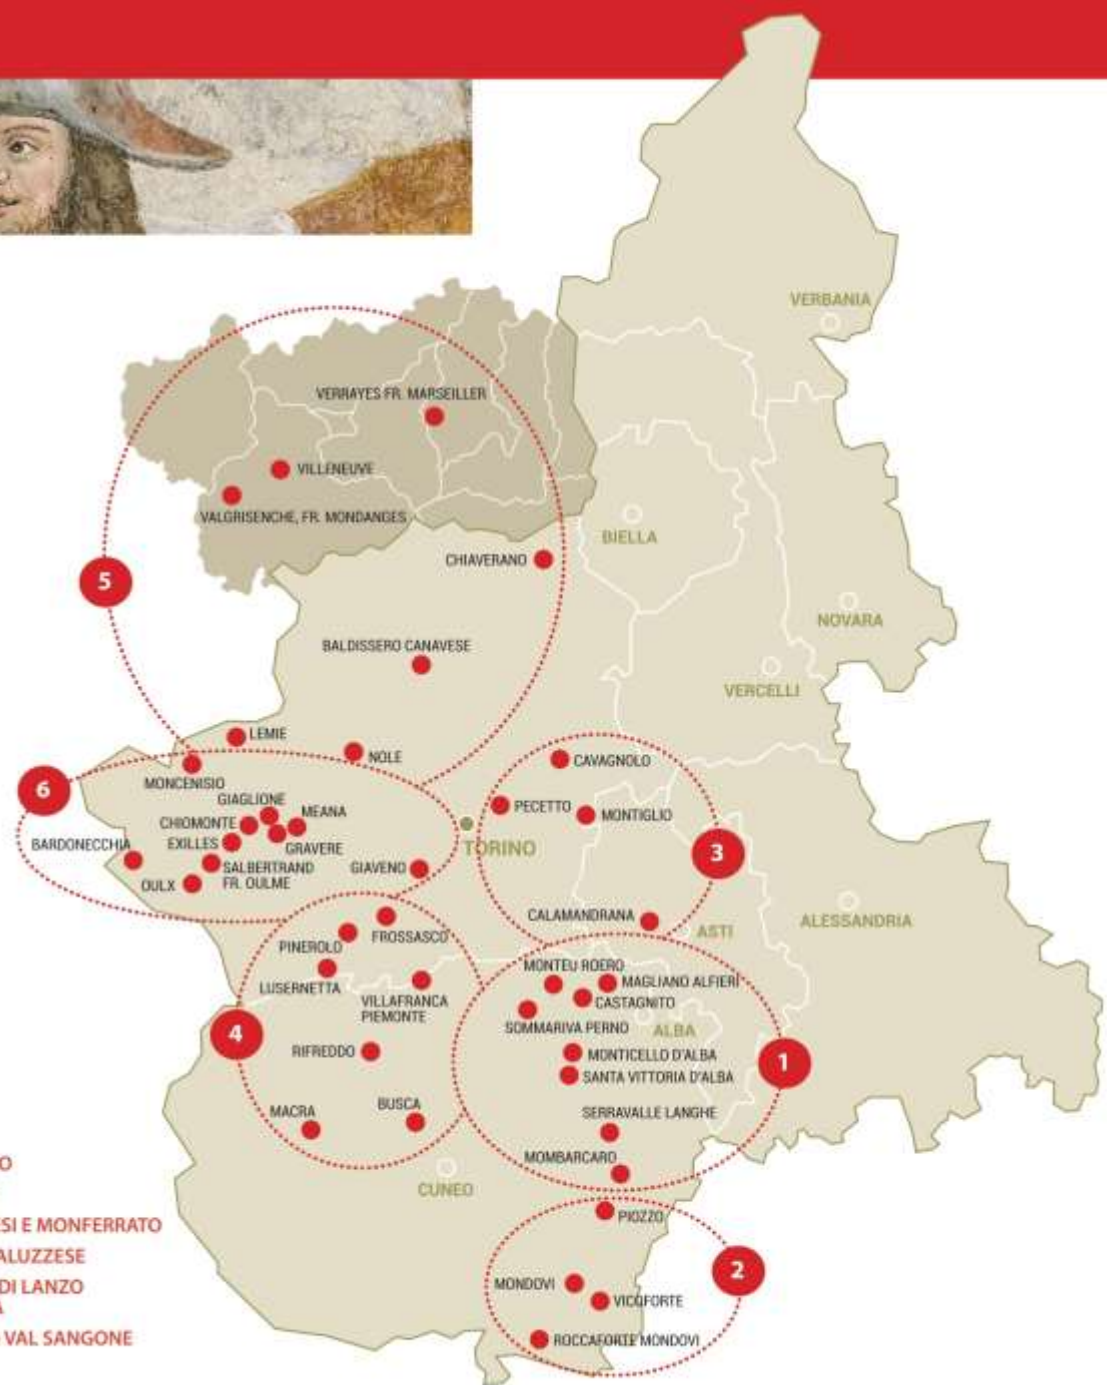 VERBANIA
VERRAYES FR. MARSEILLER
VILLENEUVE
VALGRISENCHE, FR. MONDANGES
BIELLA
CHIAVERANO
5
NOVARA
BALDISSERO CANAVESE
VERCELLI
LEMIE
NOLE
CAVAGNOLO
MONCENISIO
6
GIAGLIONE
PECETTO
MEANA
MONTIGLIO
CHIOMONTE
BARDONECCHIA
EXILLES
GRAVERE
TORINO
3
SALBERTRAND
FR. OULME
GIAVENO
OULX
CALAMANDRANA
ALESSANDRIA
ASTI
FROSSASCO
PINEROLO
MONTEU ROERO
MAGLIANO ALFIERI
LUSERNETTA
CASTAGNITO
VILLAFRANCA
PIEMONTE
SOMMARIVA PERNO
ALBA
4
RIFREDDO
MONTICELLO D'ALBA
1
SANTA VITTORIA D'ALBA
BUSCA
MACRA
SERRAVALLE LANGHE
MOMBARCARO
CUNEO
PIOZZO
2
MONDOVI
VICOFORTE
ROCCAFORTE MONDOVI
O
SI E MONFERRATO
ALUZZESE
DI LANZO
A
VAL SANGONE